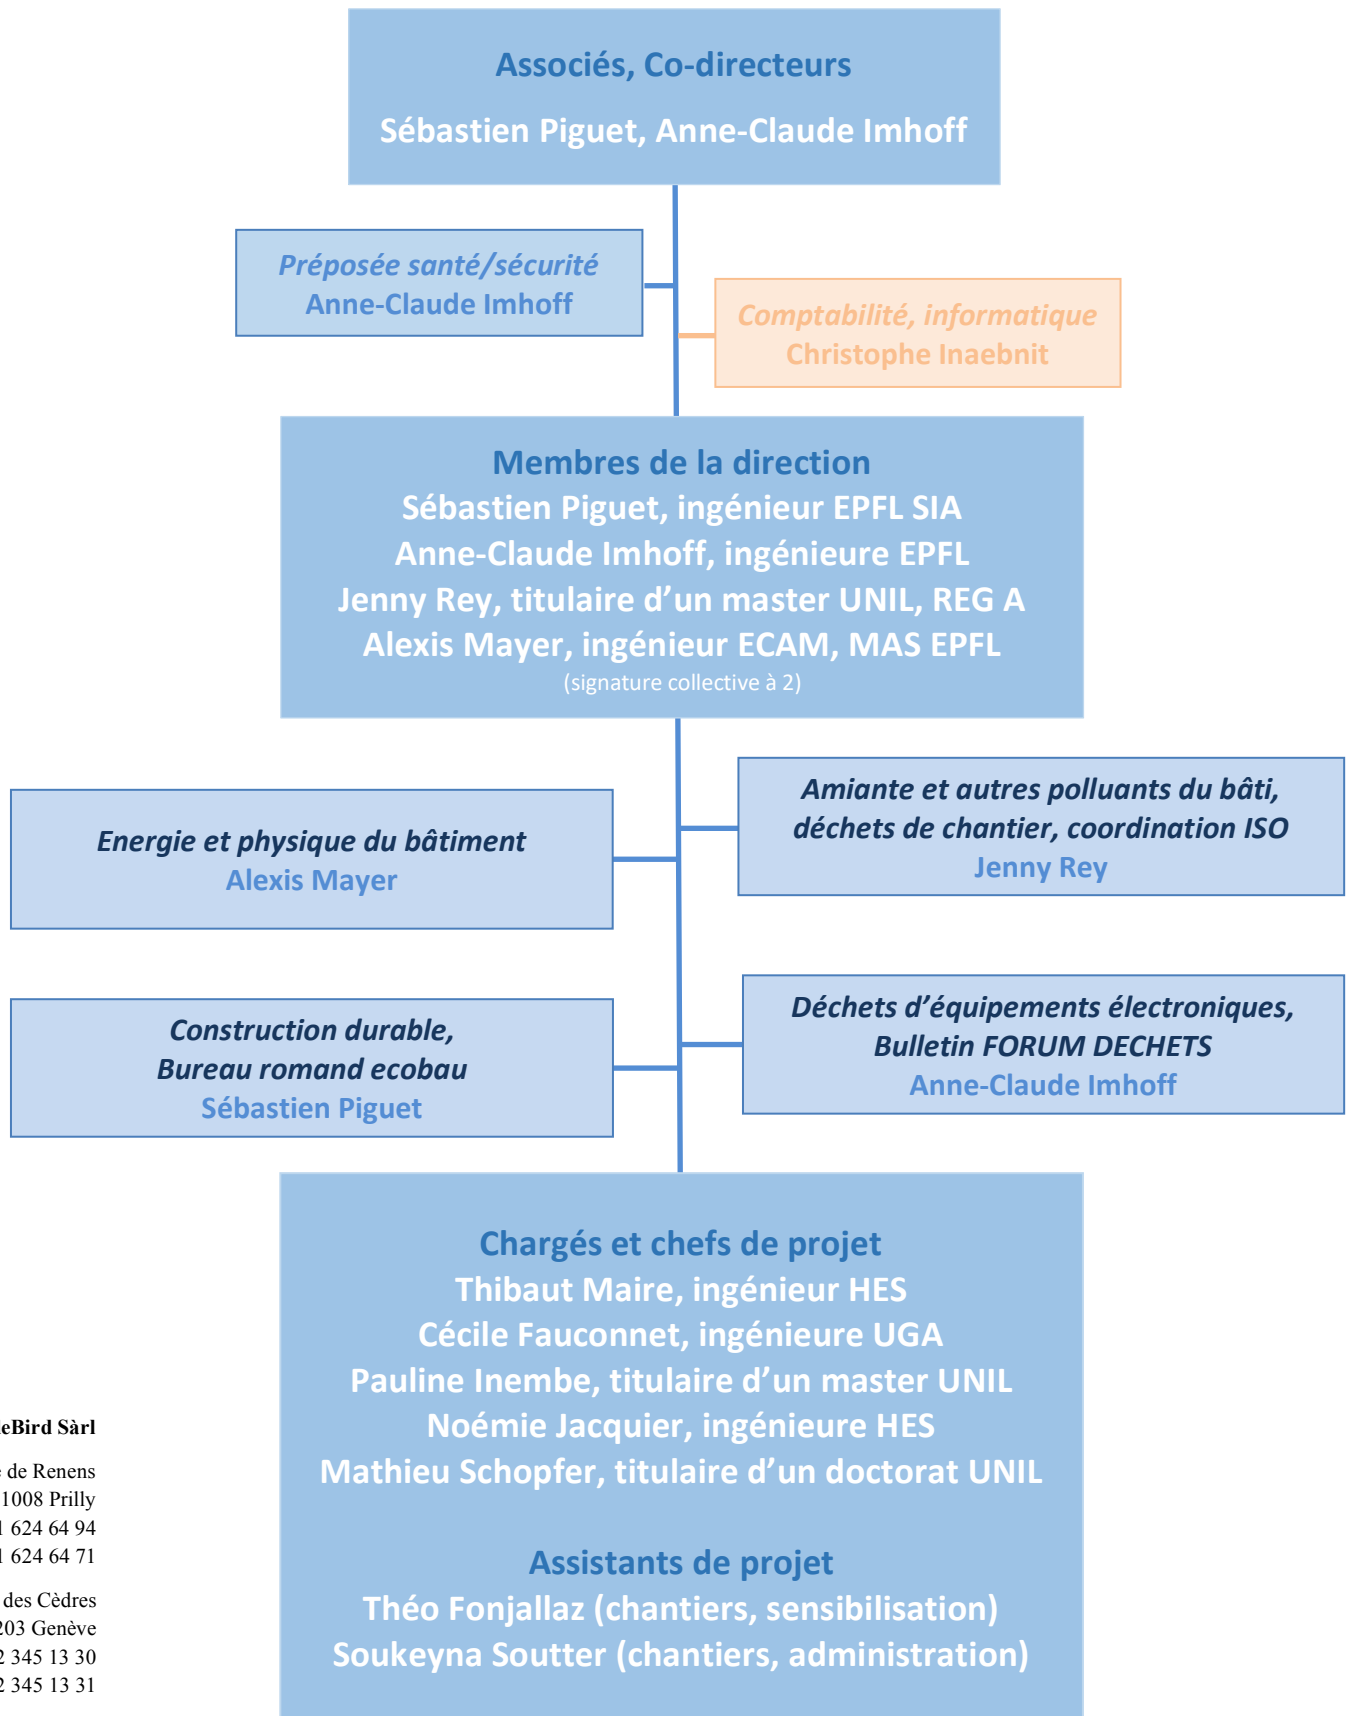 Associés, Co-directeurs
Sébastien Piguet, Anne-Claude Imhoff
Préposée santé/sécurité
Anne-Claude Imhoff
Comptabilité, informatique
Christophe Inaebnit
Membres de la direction
Sébastien Piguet, ingénieur EPFL SIA
Anne-Claude Imhoff, ingénieure EPFL
Jenny Rey, titulaire d’un master UNIL, REG A
Alexis Mayer, ingénieur ECAM, MAS EPFL
(signature collective à 2)
Energie et physique du bâtiment
Alexis Mayer
Amiante et autres polluants du bâti,
déchets de chantier, coordination ISO
Jenny Rey
Construction durable,
Bureau romand ecobau
Sébastien Piguet
Déchets d’équipements électroniques,
Bulletin FORUM DECHETS
Anne-Claude Imhoff
Chargés et chefs de projet
Thibaut Maire, ingénieur HES
Cécile Fauconnet, ingénieure UGA
Pauline Inembe, titulaire d’un master UNIL
Noémie Jacquier, ingénieure HES
Mathieu Schopfer, titulaire d’un doctorat UNIL
Assistants de projet
Théo Fonjallaz (chantiers, sensibilisation)
Soukeyna Soutter (chantiers, administration)
eBird Sàrl
de Renens
1008 Prilly
1 624 64 94
1 624 64 71
des Cèdres
203 Genève
2 345 13 30
2 345 13 31